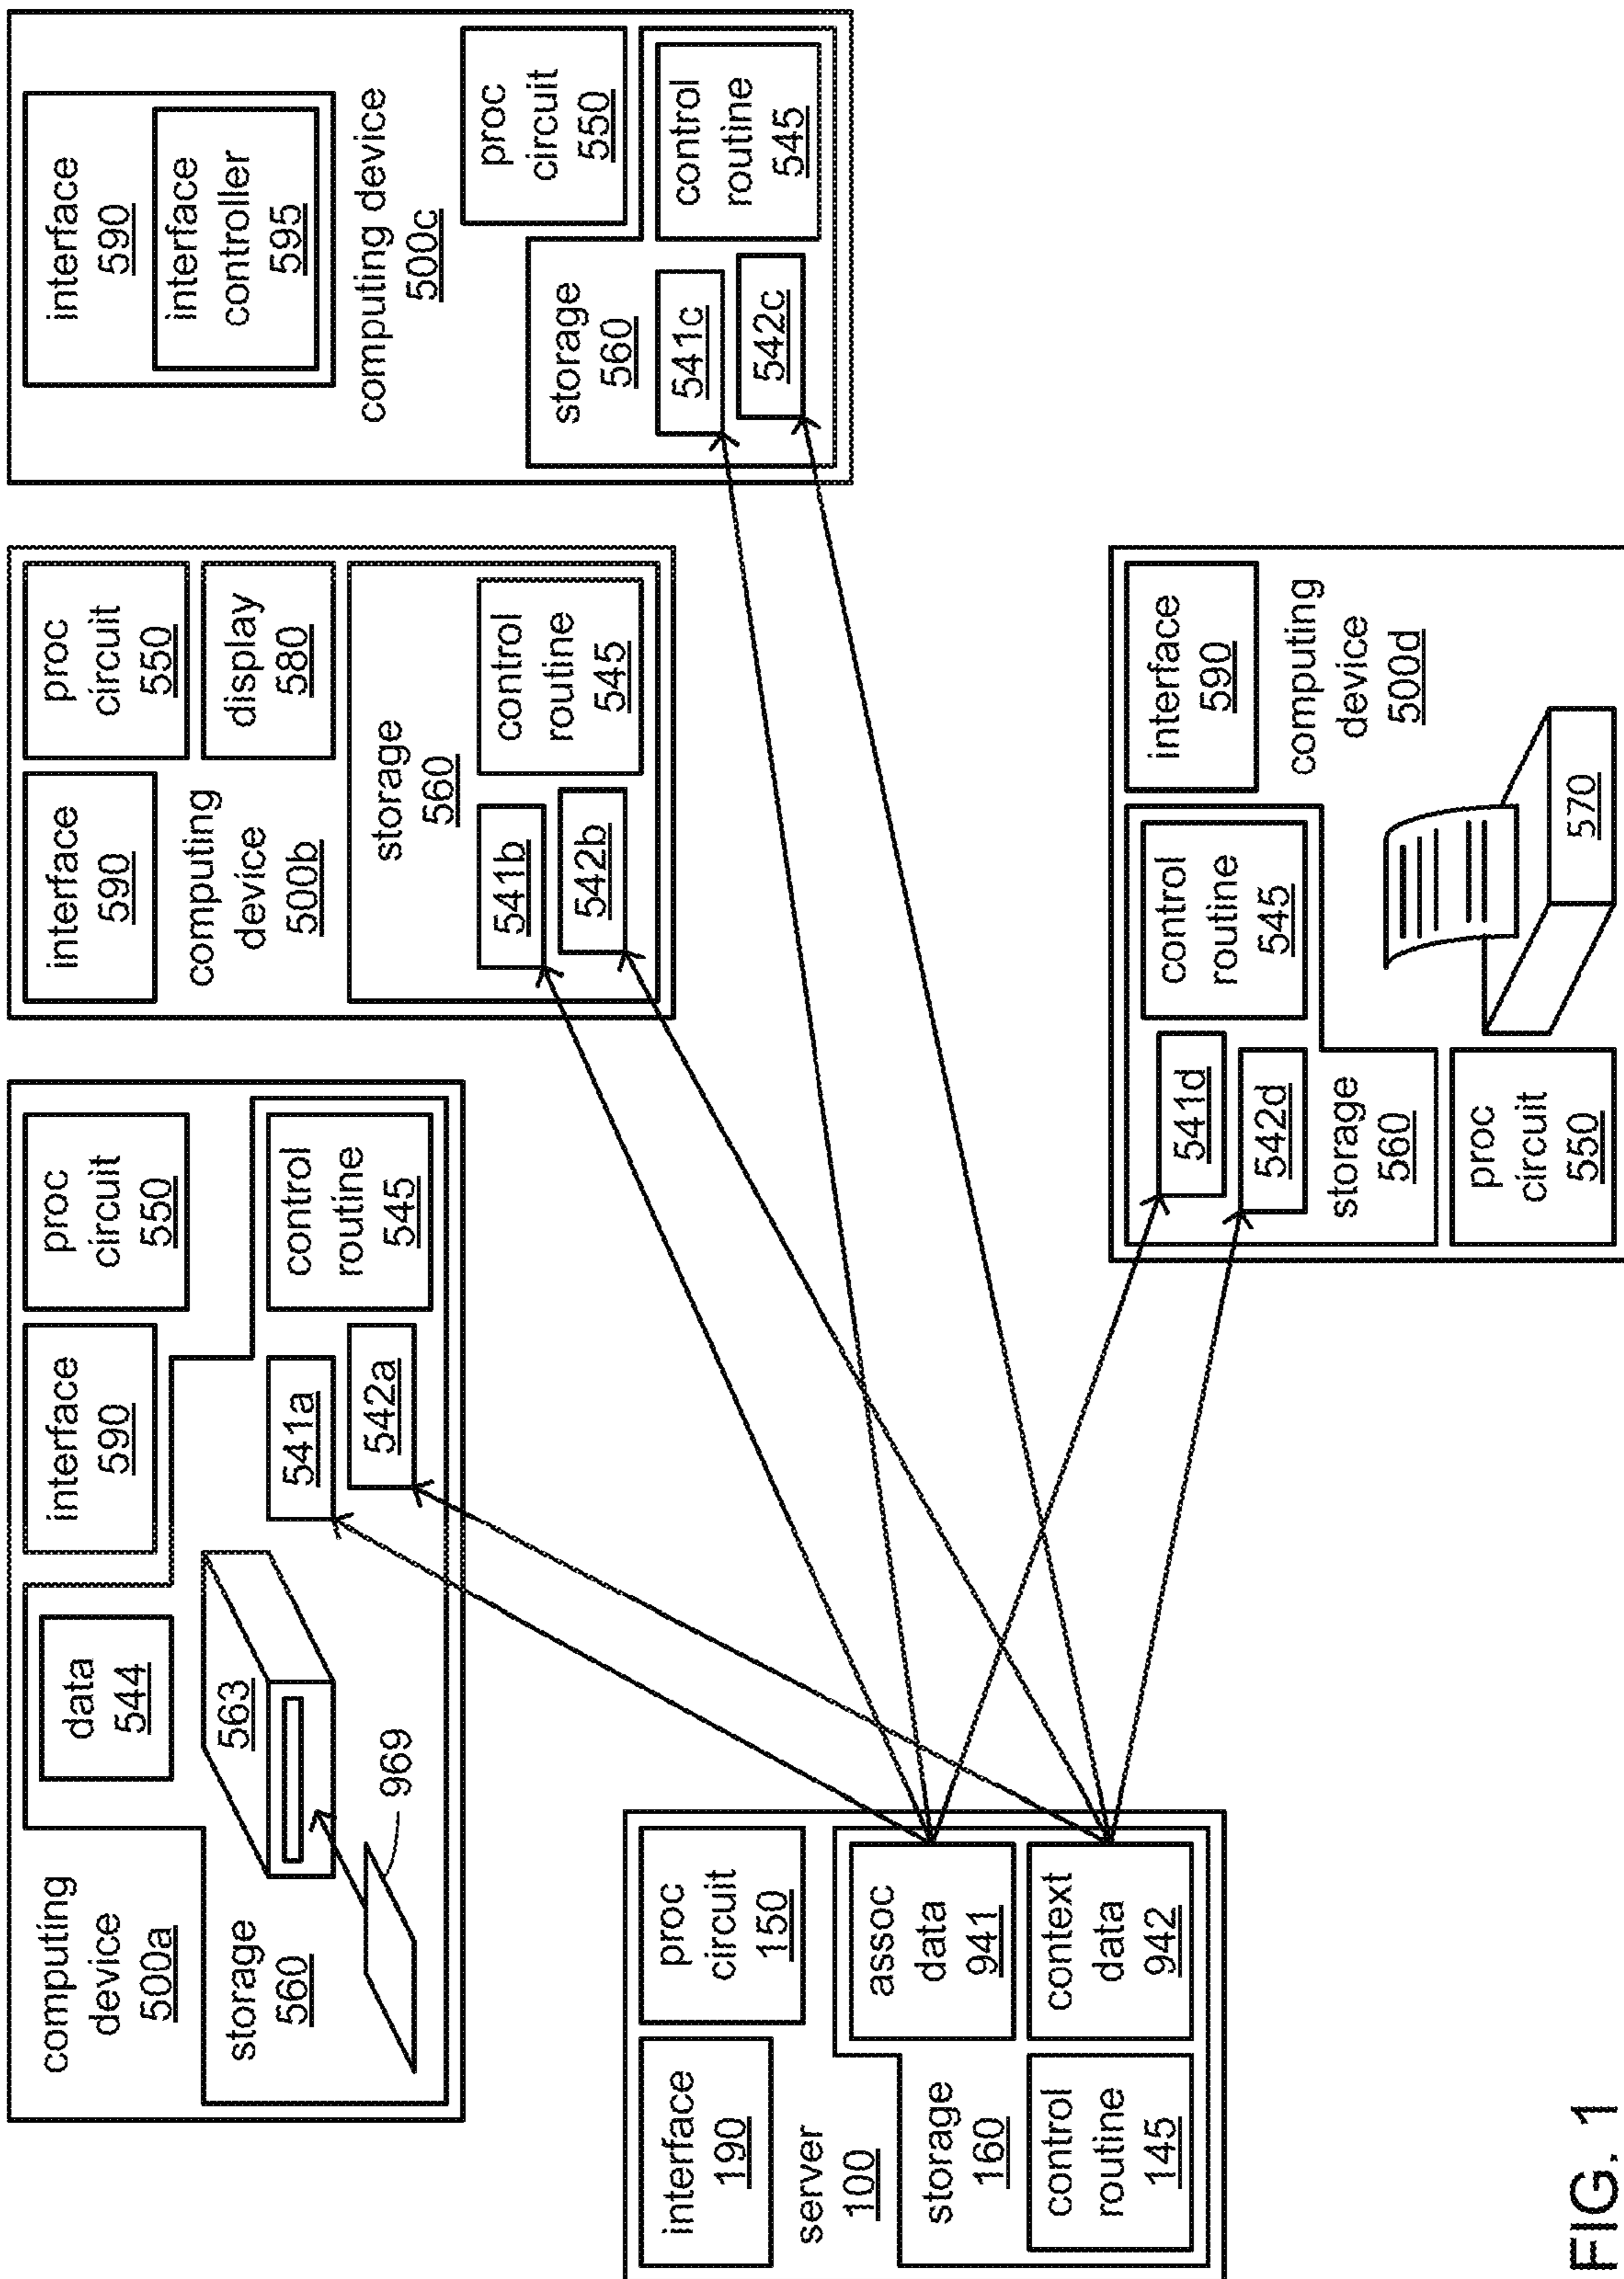 computing
device
500a
data
544
interface
590
proc
circuit
550
storage
560
563
969
541a
542a
control
routine
545
interface
590
proc
circuit
550
computing
device
500b
display
580
storage
560
541b
542b
control
routine
545
interface
590
interface
controller
595
computing device
500c
proc
circuit
550
storage
560
541c
542c
control
routine
545
interface
190
proc
circuit
150
server
100
storage
160
assoc
data
941
context
data
942
control
routine
145
541d
542d
control
routine
545
interface
590
storage
560
computing
device
500d
proc
circuit
550
570
FIG. 1